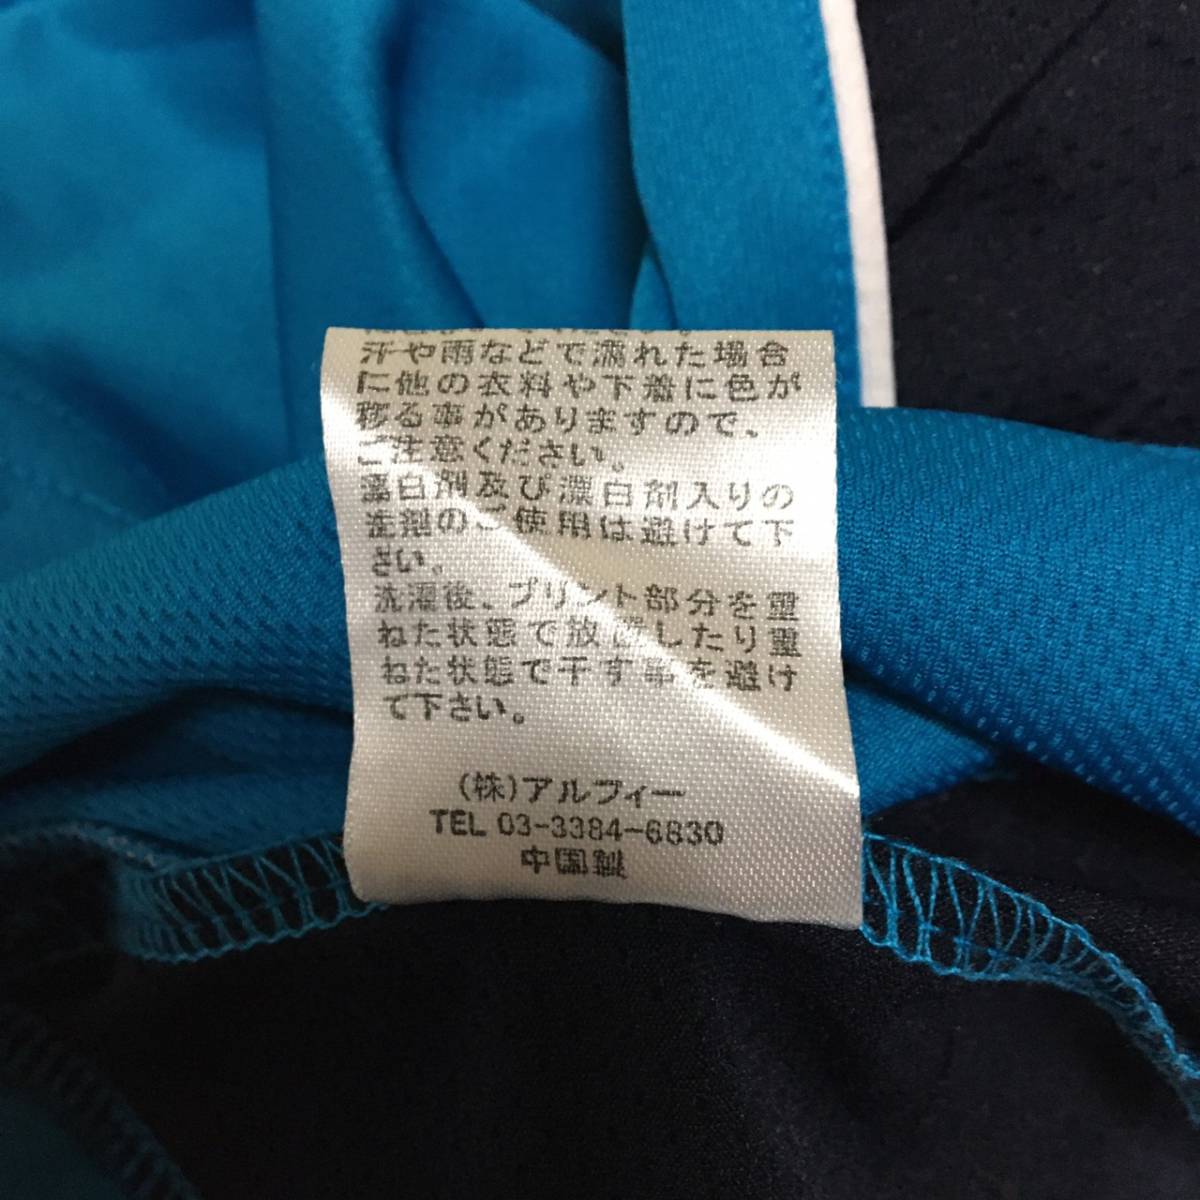 汗や雨などで濡れた場合
に他の衣料や下着に色が
移る事がありますので、
ご注意ください。
漂白剤及び漂白剤入りの
洗剤のご使用は避けて下
さい。
洗濯後、プリント部分を重
ねた状態で放置したり重
ねた状態で干す事を避け
て下さい。
(株)アルフィー
TEL 03-3384-6830
中国製